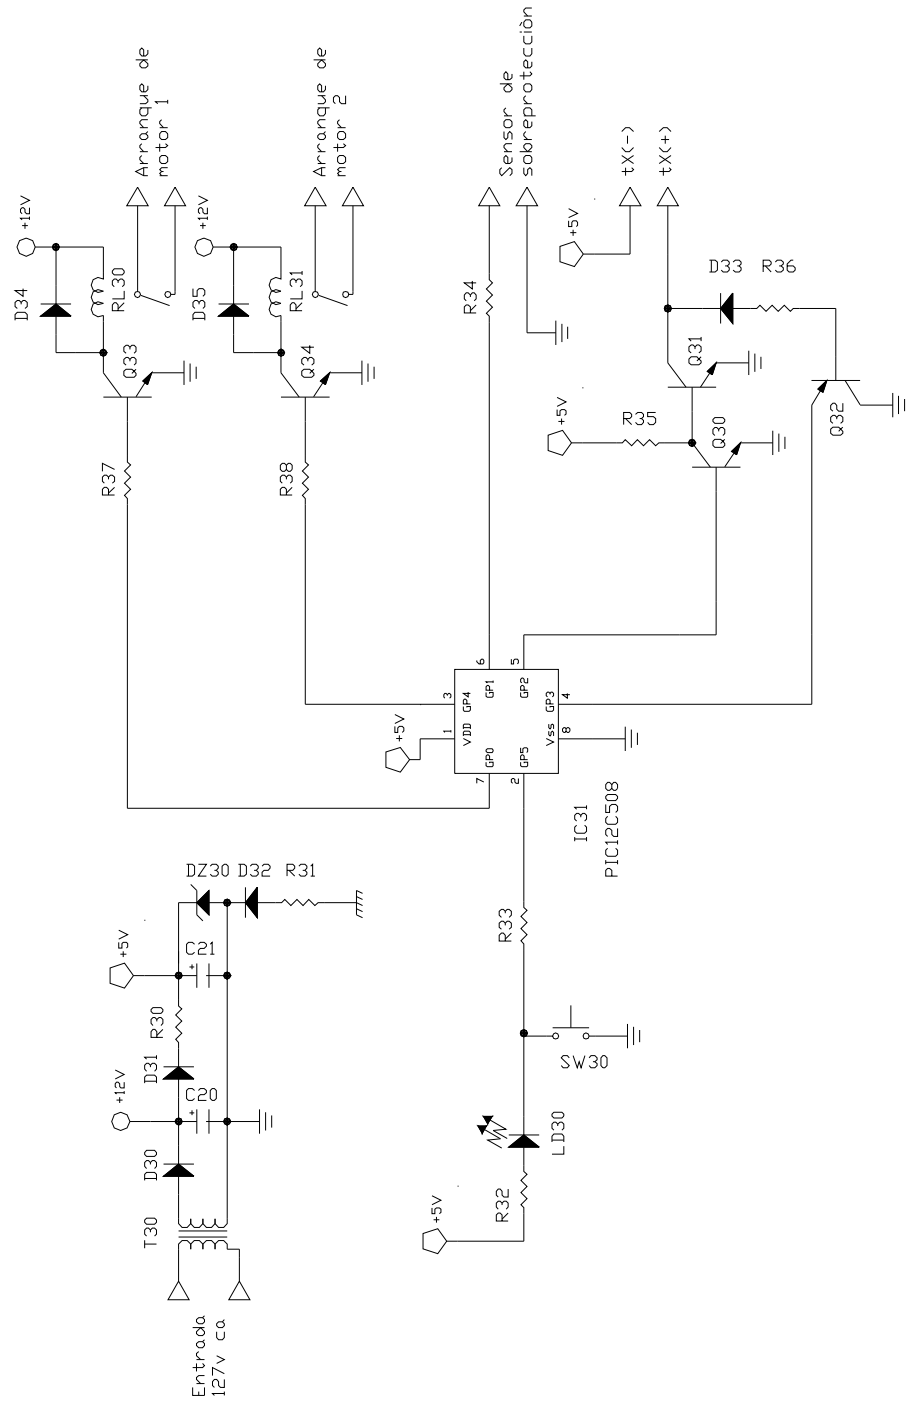 +12V
D34
RL30
Arranque de
motor 1
Q33
R37
+12V
D35
RL31
Arranque de
motor 2
Q34
R38
Sensor de
sobreprotecciòn
R34
+5V
tX(-)
tX(+)
D33
R36
Q31
+5V
R35
Q30
Q32
6
5
GP1
GP2
3
GP4
GP3
4
+5V
1
VDD
Vss
8
GP0
GP5
7
2
IC31
PIC12C508
DZ30
D32
R31
+5V
C21
R30
D31
+12V
C20
D30
T30
Entrada
127v ca
R33
SW30
LD30
R32
+5V